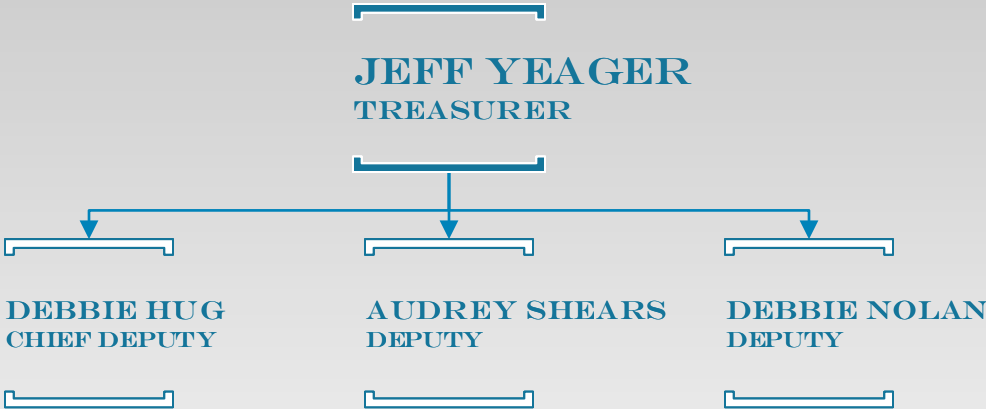 JEFF YEAGER
TREASURER
DEBBIE HUG
CHIEF DEPUTY
AUDREY SHEARS
DEPUTY
DEBBIE NOLAN
DEPUTY